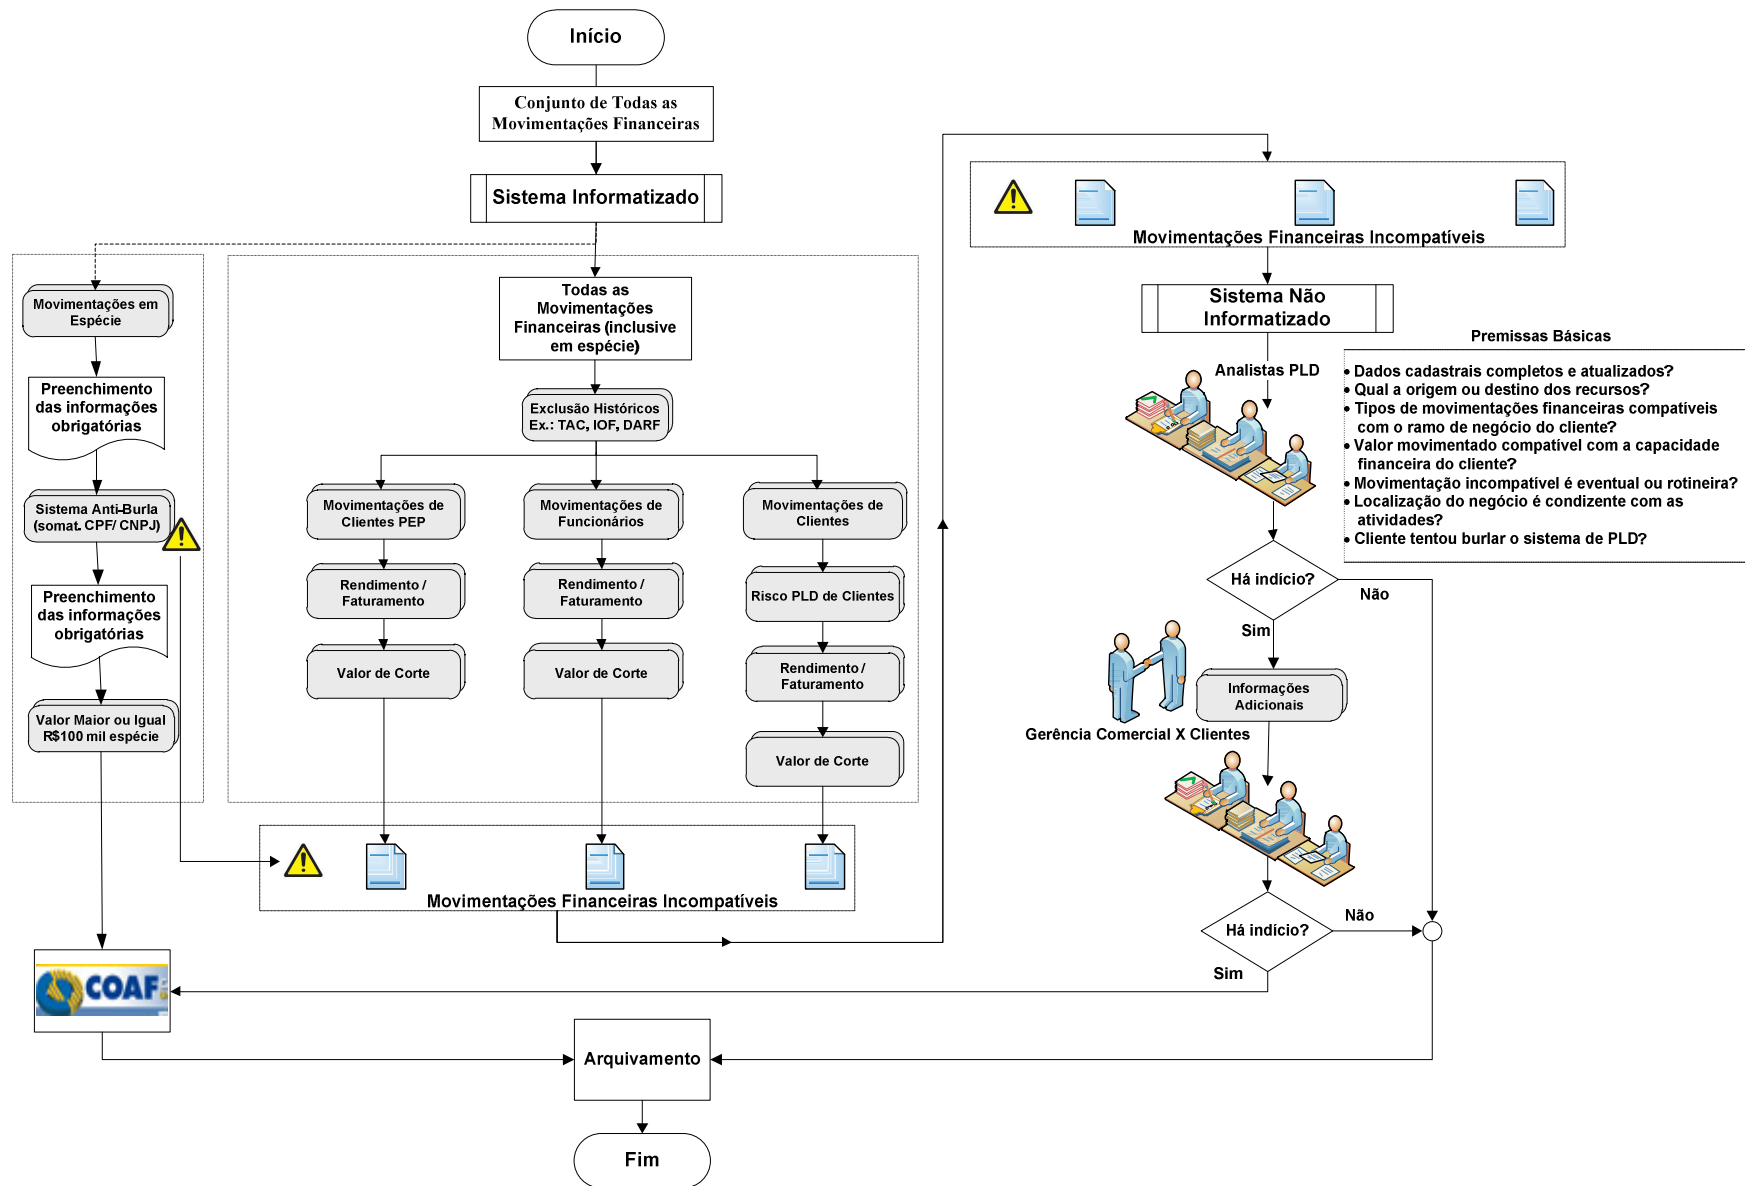 Início
Conjunto de Todas as
Movimentações Financeiras
Sistema Informatizado
Movimentações em
Espécie
Preenchimento
das informações
obrigatórias
Sistema Anti-Burla
(somat. CPF/ CNPJ)
Preenchimento
das informações
obrigatórias
Valor Maior ou Igual
R$100 mil espécie
Todas as
Movimentações
Financeiras (inclusive
em espécie)
Exclusão Históricos
Ex.: TAC, IOF, DARF
Movimentações de
Clientes PEP
Rendimento /
Faturamento
Valor de Corte
Movimentações de
Funcionários
Rendimento /
Faturamento
Valor de Corte
Movimentações de
Clientes
Risco PLD de Clientes
Rendimento /
Faturamento
Valor de Corte
Movimentações Financeiras Incompatíveis
Movimentações Financeiras Incompatíveis
Sistema Não
Informatizado
Analistas PLD
Premissas Básicas
• Dados cadastrais completos e atualizados?
• Qual a origem ou destino dos recursos?
• Tipos de movimentações financeiras compatíveis
com o ramo de negócio do cliente?
• Valor movimentado compatível com a capacidade
financeira do cliente?
• Movimentação incompatível é eventual ou rotineira?
• Localização do negócio é condizente com as
atividades?
• Cliente tentou burlar o sistema de PLD?
Há indício?
Não
Sim
Informações
Adicionais
Gerência Comercial X Clientes
Há indício?
Não
Sim
COAF
Arquivamento
Fim